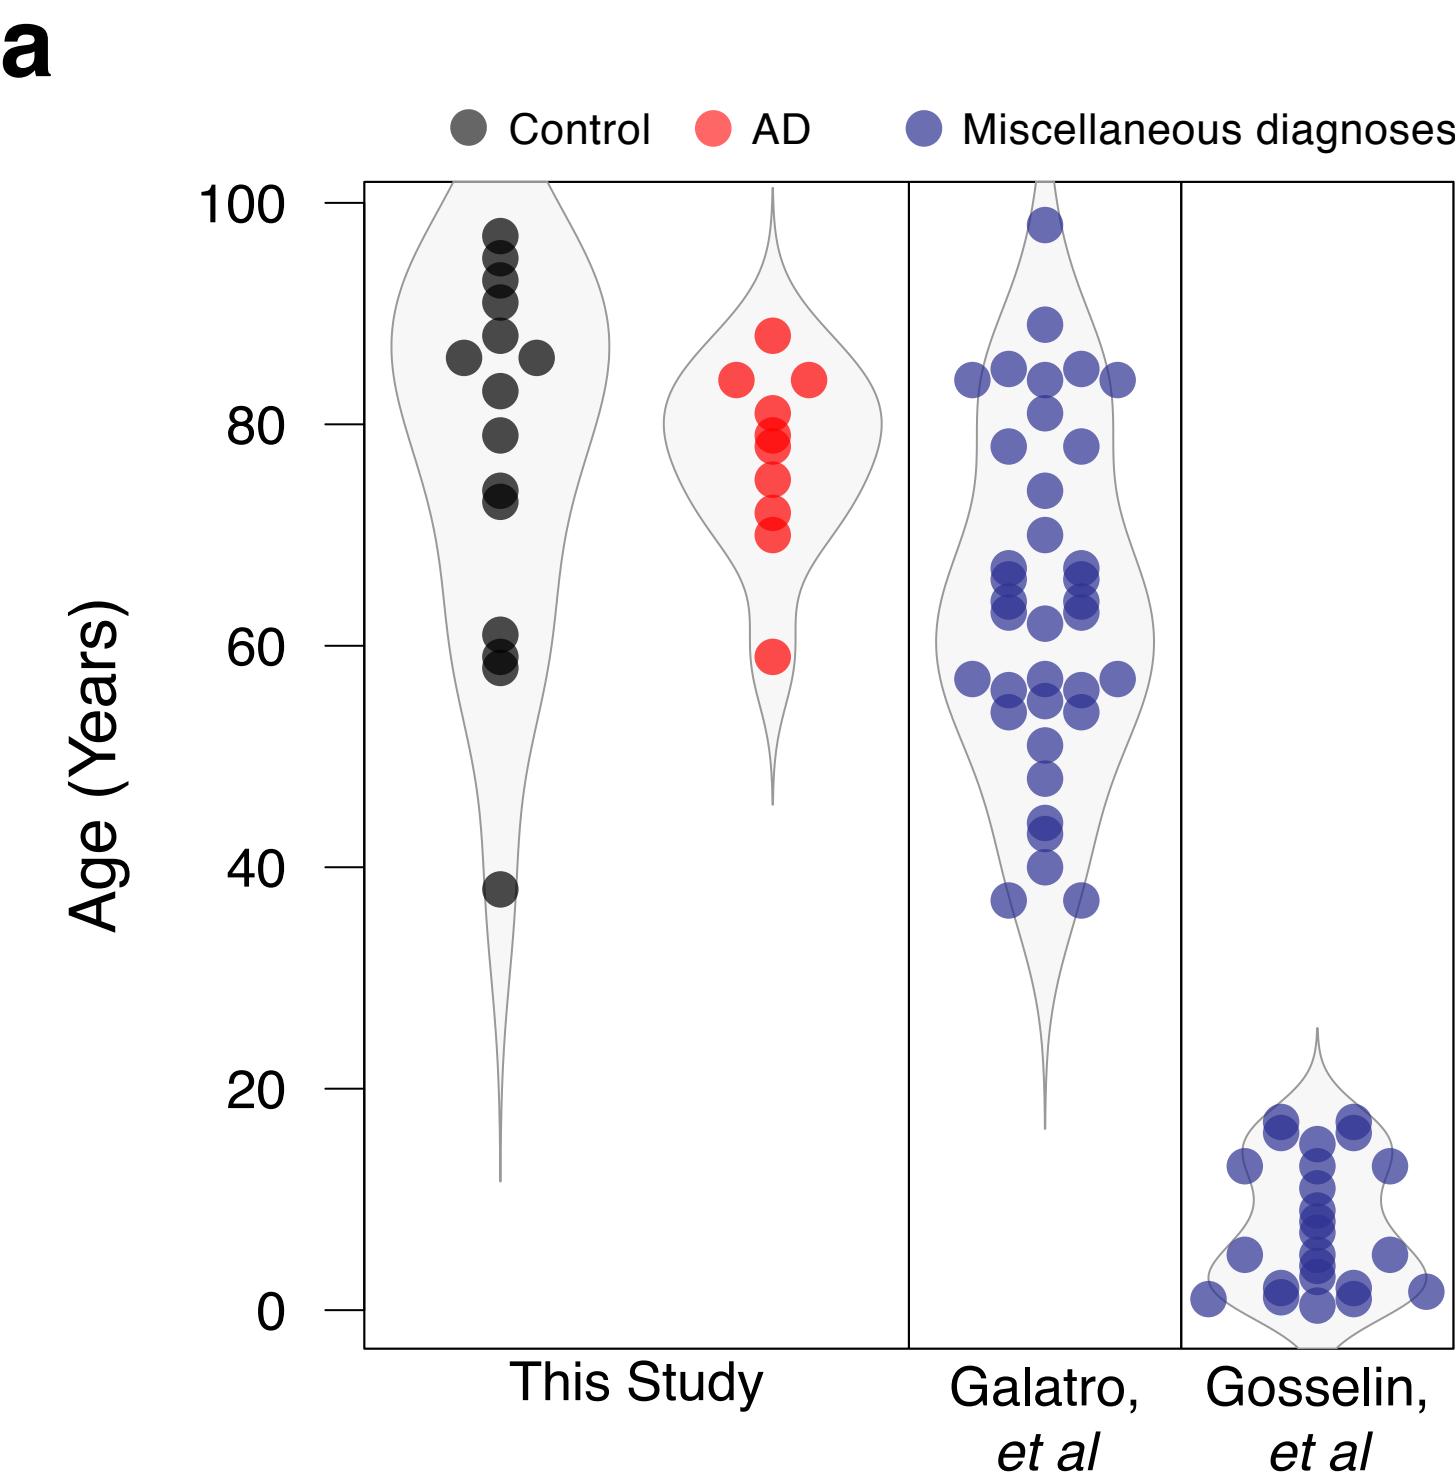 a
Control AD Miscellaneous diagnoses
100
80
60
40
20
0
Age (Years)
This Study
Galatro,
et al
Gosselin,
et al